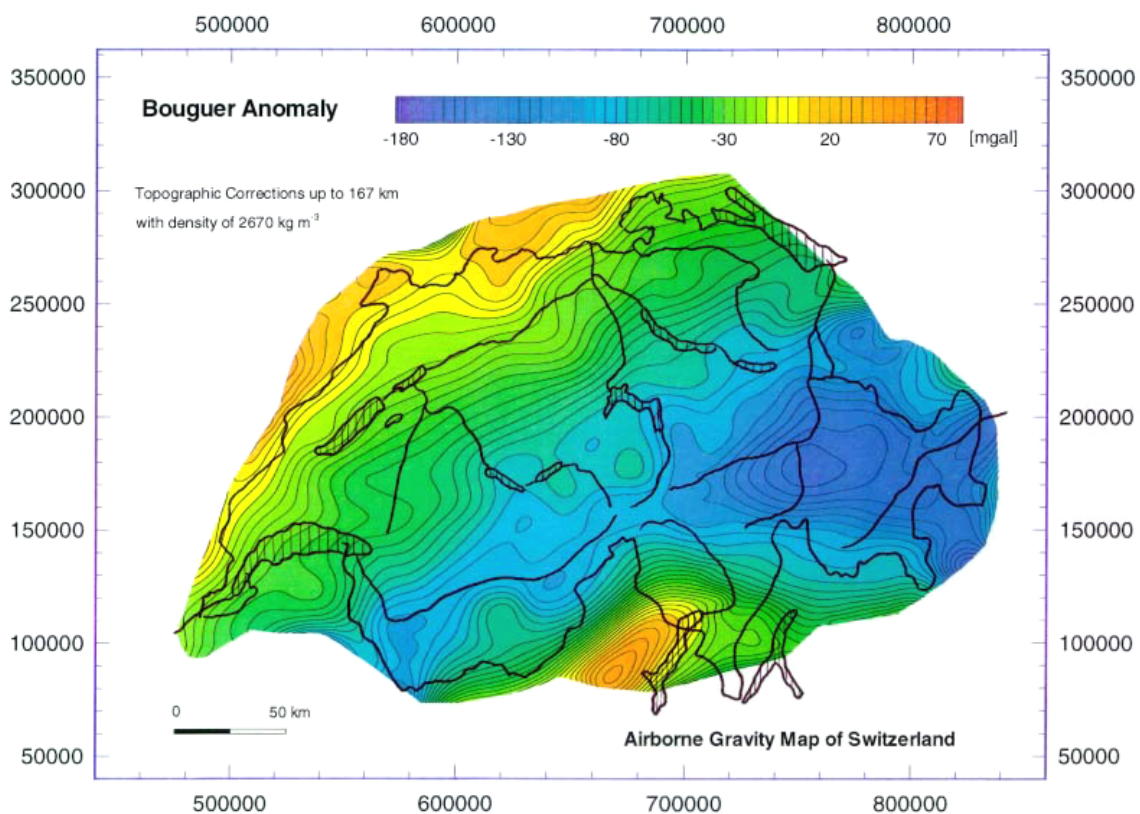 500000 600000 700000 800000
350000 350000
Bouguer Anomaly
-180 -130 -80 -30 20 70 [mgal]
300000 300000
Topographic Corrections up to 167 km
with density of 2670 kg m⁻³
250000 250000
200000 200000
150000 150000
100000 100000
0 50 km
Airborne Gravity Map of Switzerland
50000 50000
500000 600000 700000 800000